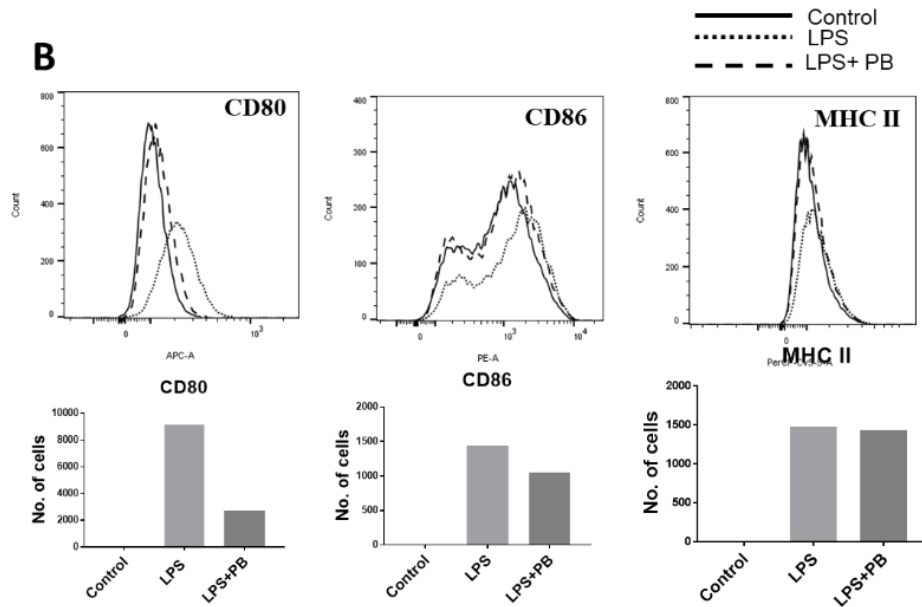 Control
LPS
LPS+ PB
B
CD80
800
600
400
200
0
Count
0
10³
APC-A
CD86
400
300
200
100
0
Count
0
10³
10⁴
PE-A
MHC II
800
600
400
200
0
Count
0
MHC II
CD80
10000
8000
6000
4000
2000
0
No. of cells
Control
LPS
LPS+PB
CD86
2000
1500
1000
500
0
No. of cells
Control
LPS
LPS+PB
2000
1500
1000
500
0
No. of cells
Control
LPS
LPS+PB